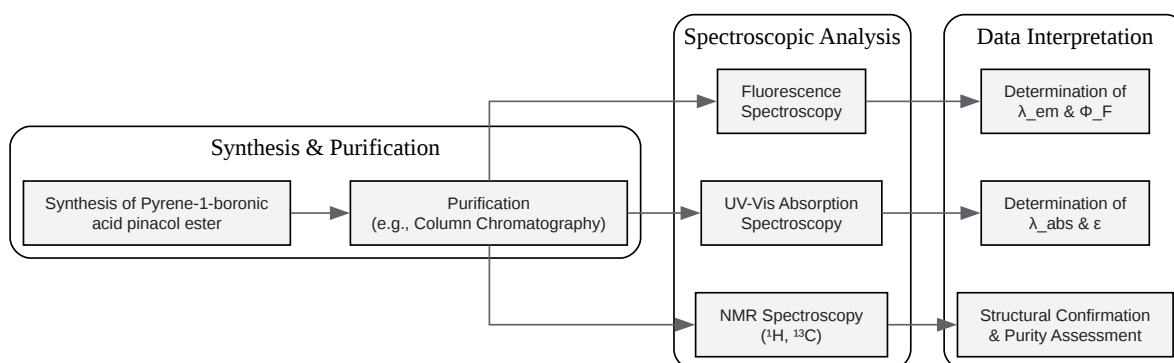 Spectroscopic Analysis
Data Interpretation
Fluorescence
Spectroscopy
Determination of
λ_em & Φ_F
Synthesis & Purification
Synthesis of Pyrene-1-boronic
acid pinacol ester
Purification
(e.g., Column Chromatography)
UV-Vis Absorption
Spectroscopy
Determination of
λ_abs & ε
NMR Spectroscopy
(¹H, ¹³C)
Structural Confirmation
& Purity Assessment